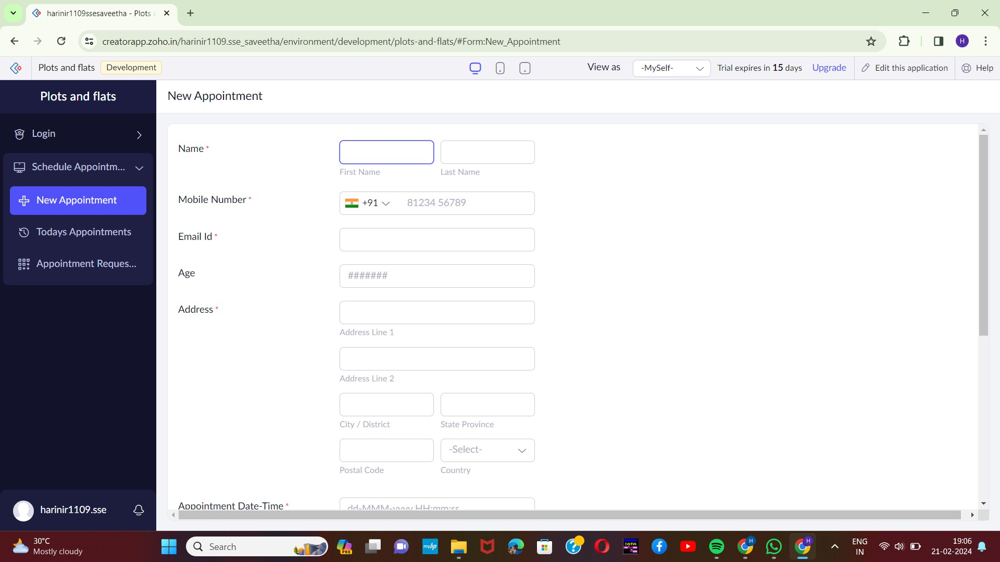 harinir1109ssesaveetha - Plots a
creatorapp.zoho.in/harinir1109.sse_saveetha/environment/development/plots-and-flats/#Form:New_Appointment
H
Plots and flats Development View as -MySelf- Trial expires in 15 days Upgrade Edit this application Help
Plots and flats
Login
Schedule Appointm...
New Appointment
Todays Appointments
Appointment Reques...
harinir1109.sse
New Appointment
Name *
First Name Last Name
Mobile Number * +91 81234 56789
Email Id *
Age #######
Address *
Address Line 1
Address Line 2
City / District State Province
-Select-
Postal Code Country
Appointment Date-Time * dd-MMM-yyyy HH:mm:ss
30°C
Mostly cloudy
Search
PRE
myhp
DATA
H
H
ENG
IN
19:06
21-02-2024